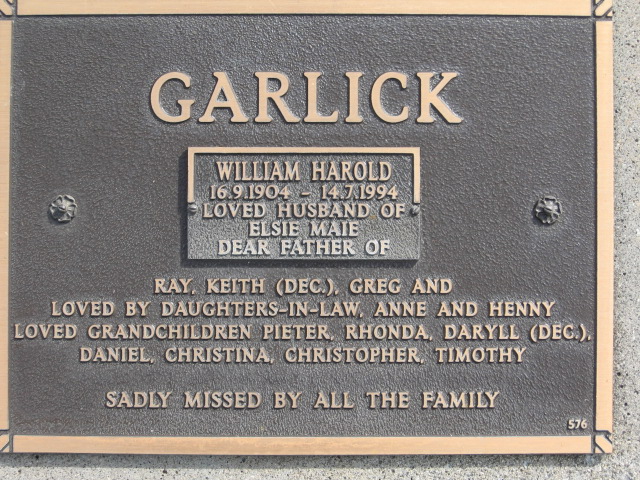 GARLICK
WILLIAM HAROLD
16.9.1904 - 14.7.1994
LOVED HUSBAND OF
ELSIE MAIE
DEAR FATHER OF
RAY, KEITH (DEC.), GREG AND
LOVED BY DAUGHTERS-IN-LAW, ANNE AND HENNY
LOVED GRANDCHILDREN PIETER, RHONDA, DARYLL (DEC.),
DANIEL, CHRISTINA, CHRISTOPHER, TIMOTHY
SADLY MISSED BY ALL THE FAMILY
576